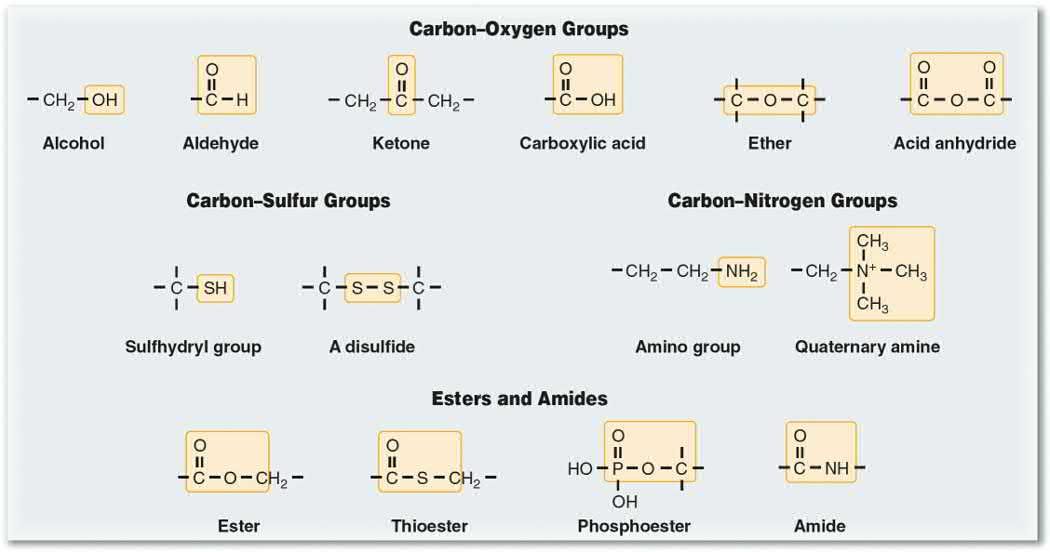 Carbon–Oxygen Groups
O O O O O O
– CH₂ – OH – C – H – CH₂ – C – CH₂ – – C – OH – C – O – C – – C – O – C –
Alcohol Aldehyde Ketone Carboxylic acid Ether Acid anhydride
Carbon–Sulfur Groups Carbon–Nitrogen Groups
CH₃
– C – SH – C – S – S – C – – CH₂ – CH₂ – NH₂ – CH₂ – N⁺ – CH₃
CH₃
Sulfhydryl group A disulfide Amino group Quaternary amine
Esters and Amides
O O O O
– C – O – CH₂ – – C – S – CH₂ – HO – P – O – C – – C – NH –
OH
Ester Thioester Phosphoester Amide